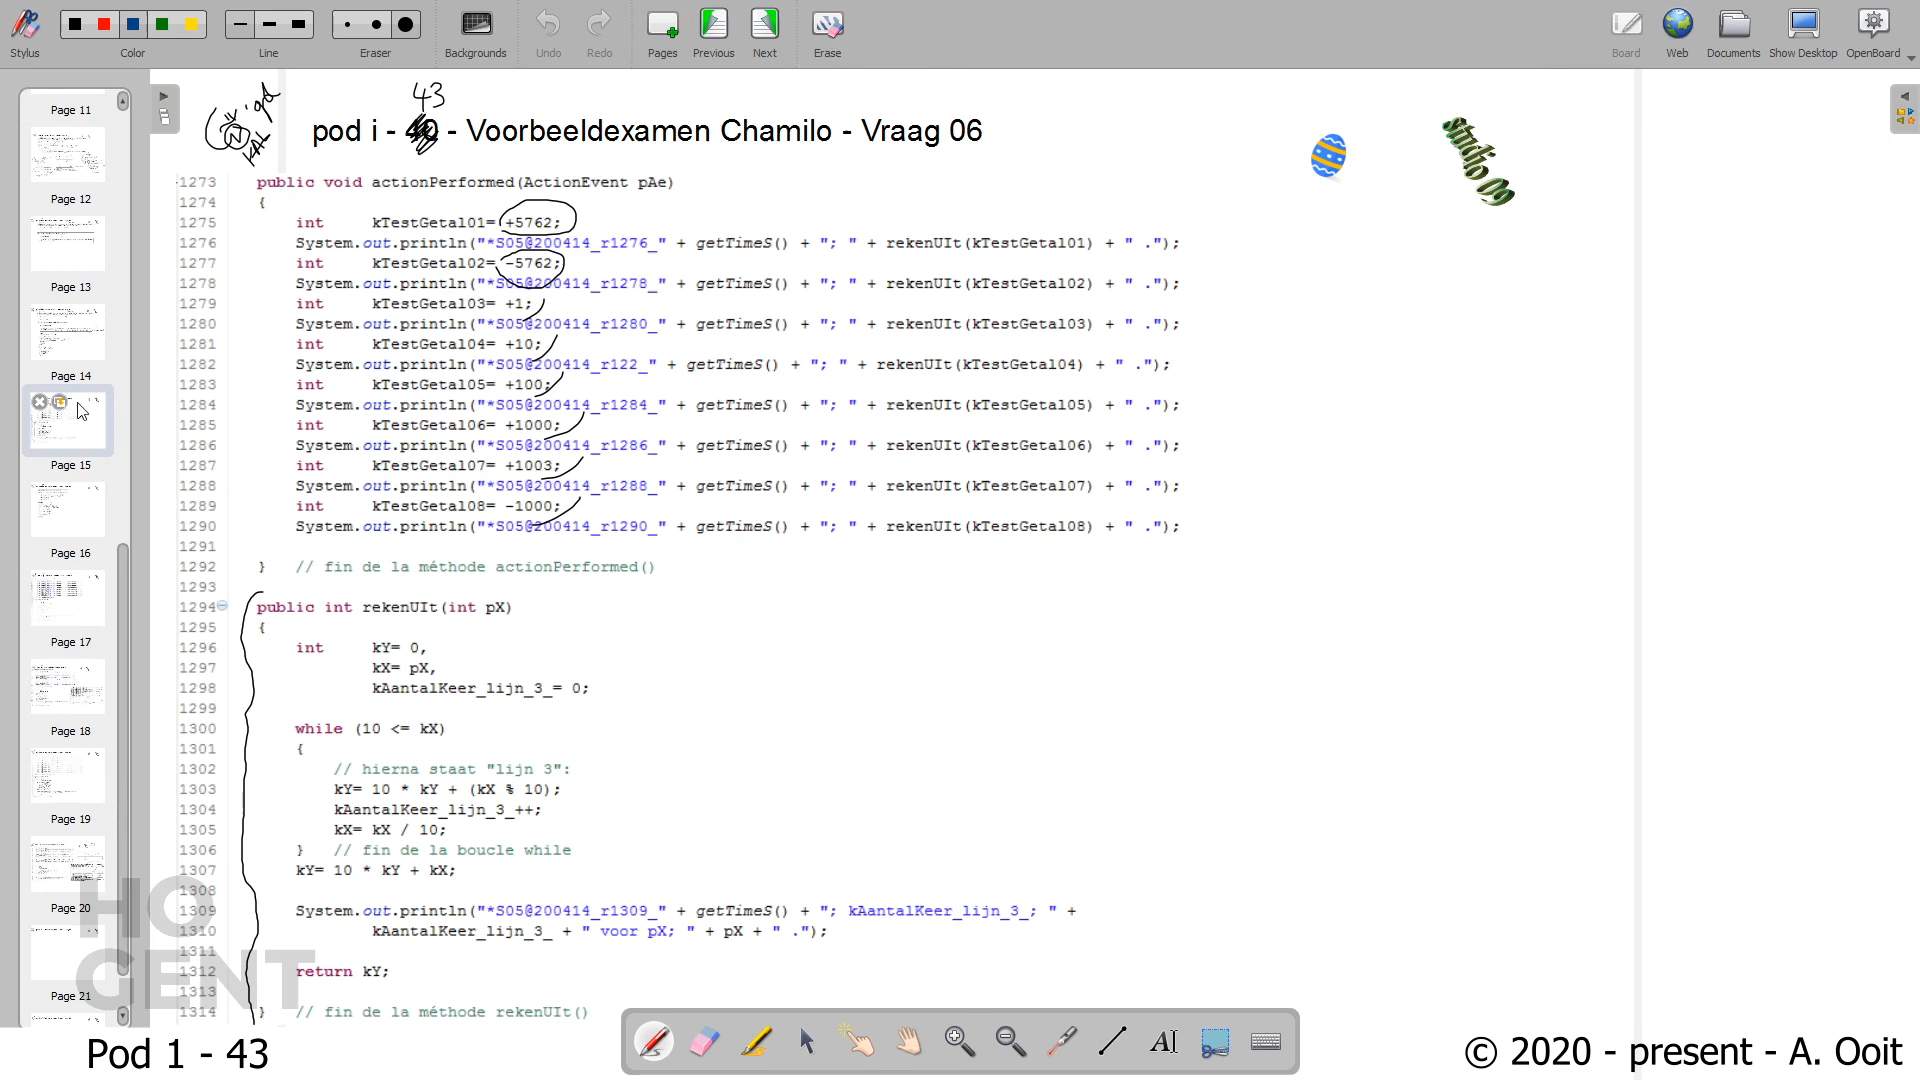 Stylus
Color
Line
Eraser
Backgrounds
Undo
Redo
Pages
Previous
Next
Erase
Board
Web
Documents
Show Desktop
OpenBoard
Page 11
Page 12
Page 13
Page 14
Page 15
Page 16
Page 17
Page 18
Page 19
Page 20
Page 21
43
pod i - 40 - Voorbeeldexamen Chamilo - Vraag 06
1273 public void actionPerformed(ActionEvent pAe)
1274 {
1275 int kTestGetal01= +5762;
1276 System.out.println("*S05@200414_r1276_" + getTimeS() + "; " + rekenUIt(kTestGetal01) + " .");
1277 int kTestGetal02= -5762;
1278 System.out.println("*S05@200414_r1278_" + getTimeS() + "; " + rekenUIt(kTestGetal02) + " .");
1279 int kTestGetal03= +1;
1280 System.out.println("*S05@200414_r1280_" + getTimeS() + "; " + rekenUIt(kTestGetal03) + " .");
1281 int kTestGetal04= +10;
1282 System.out.println("*S05@200414_r122_" + getTimeS() + "; " + rekenUIt(kTestGetal04) + " .");
1283 int kTestGetal05= +100;
1284 System.out.println("*S05@200414_r1284_" + getTimeS() + "; " + rekenUIt(kTestGetal05) + " .");
1285 int kTestGetal06= +1000;
1286 System.out.println("*S05@200414_r1286_" + getTimeS() + "; " + rekenUIt(kTestGetal06) + " .");
1287 int kTestGetal07= +1003;
1288 System.out.println("*S05@200414_r1288_" + getTimeS() + "; " + rekenUIt(kTestGetal07) + " .");
1289 int kTestGetal08= -1000;
1290 System.out.println("*S05@200414_r1290_" + getTimeS() + "; " + rekenUIt(kTestGetal08) + " .");
1291
1292 } // fin de la méthode actionPerformed()
1293
1294 public int rekenUIt(int pX)
1295 {
1296 int kY= 0,
1297 kX= pX,
1298 kAantalKeer_lijn_3_= 0;
1299
1300 while (10 <= kX)
1301 {
1302 // hierna staat "lijn 3":
1303 kY= 10 * kY + (kX % 10);
1304 kAantalKeer_lijn_3_++;
1305 kX= kX / 10;
1306 } // fin de la boucle while
1307 kY= 10 * kY + kX;
1308
1309 System.out.println("*S05@200414_r1309_" + getTimeS() + "; kAantalKeer_lijn_3_; " +
1310 kAantalKeer_lijn_3_ + " voor pX; " + pX + " .");
1311
1312 return kY;
1313
1314 } // fin de la méthode rekenUIt()
HO
GENT
Pod 1 - 43
© 2020 - present - A. Ooit